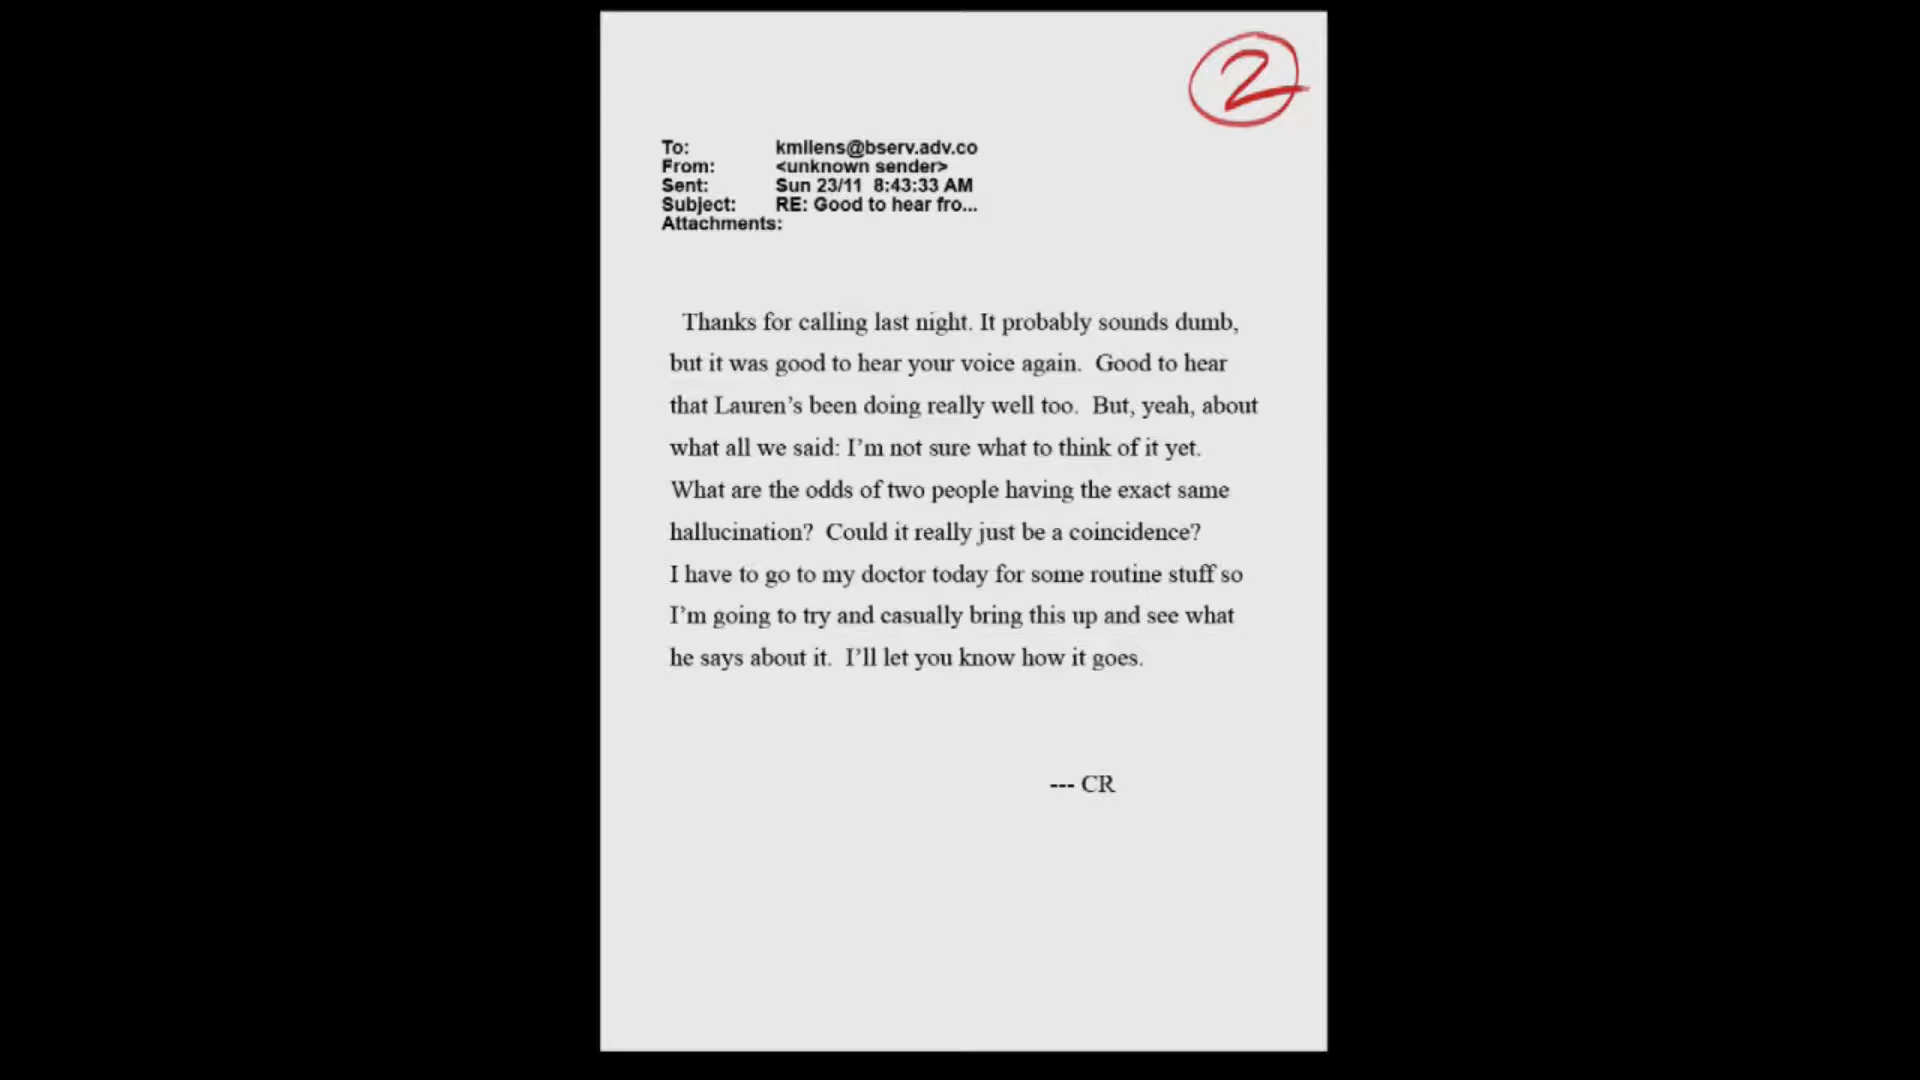 2
To: kmllens@bserv.adv.co
From: <unknown sender>
Sent: Sun 23/11 8:43:33 AM
Subject: RE: Good to hear fro...
Attachments:
Thanks for calling last night. It probably sounds dumb,
but it was good to hear your voice again. Good to hear
that Lauren’s been doing really well too. But, yeah, about
what all we said: I’m not sure what to think of it yet.
What are the odds of two people having the exact same
hallucination? Could it really just be a coincidence?
I have to go to my doctor today for some routine stuff so
I’m going to try and casually bring this up and see what
he says about it. I’ll let you know how it goes.
--- CR